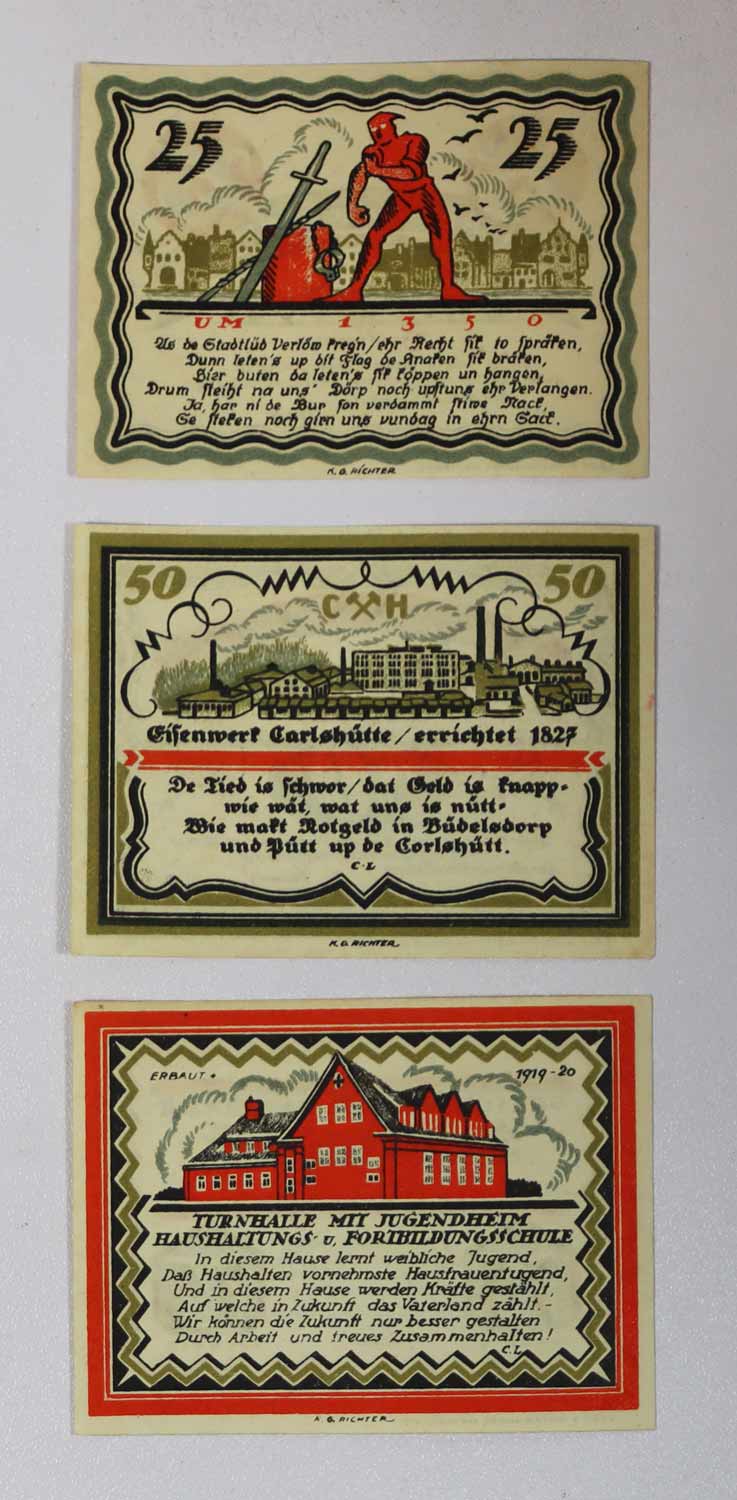 25 25
UM 1350
As de Stadtlüd Verlöw kregn/ehr Recht sik to spräken,
Dunn leten's up dit Flag de Knaken sik bräken,
Hier buten da leten's sik köppen un hangen,
Drum steiht na uns' Dörp noch upstuns ehr Verlangen.
Ja, har ni de Bur son verdammt stiwe Nack,
Se steken noch girn uns vundag in ehrn Sack.
K. G. RICHTER
50 50
C H
Eisenwerk Carlshütte/errichtet 1827
De Tied is schwor/dat Geld is knapp-
wie wät, wat uns is nütt-
Wie makt Notgeld in Büdelsdorp
und Pütt up de Corlshütt.
C·L
K. G. RICHTER
ERBAUT 1919-20
TURNHALLE MIT JUGENDHEIM
HAUSHALTUNGS- u. FORTBILDUNGSSCHULE
In diesem Hause lernt weibliche Jugend,
Daß Haushalten vornehmste Hausfrauentugend,
Und in diesem Hause werden Kräfte gestählt,
Auf welche in Zukunft das Vaterland zählt.-
Wir können die Zukunft nur besser gestalten
Durch Arbeit und treues Zusammenhalten!
C.L
K. G. RICHTER